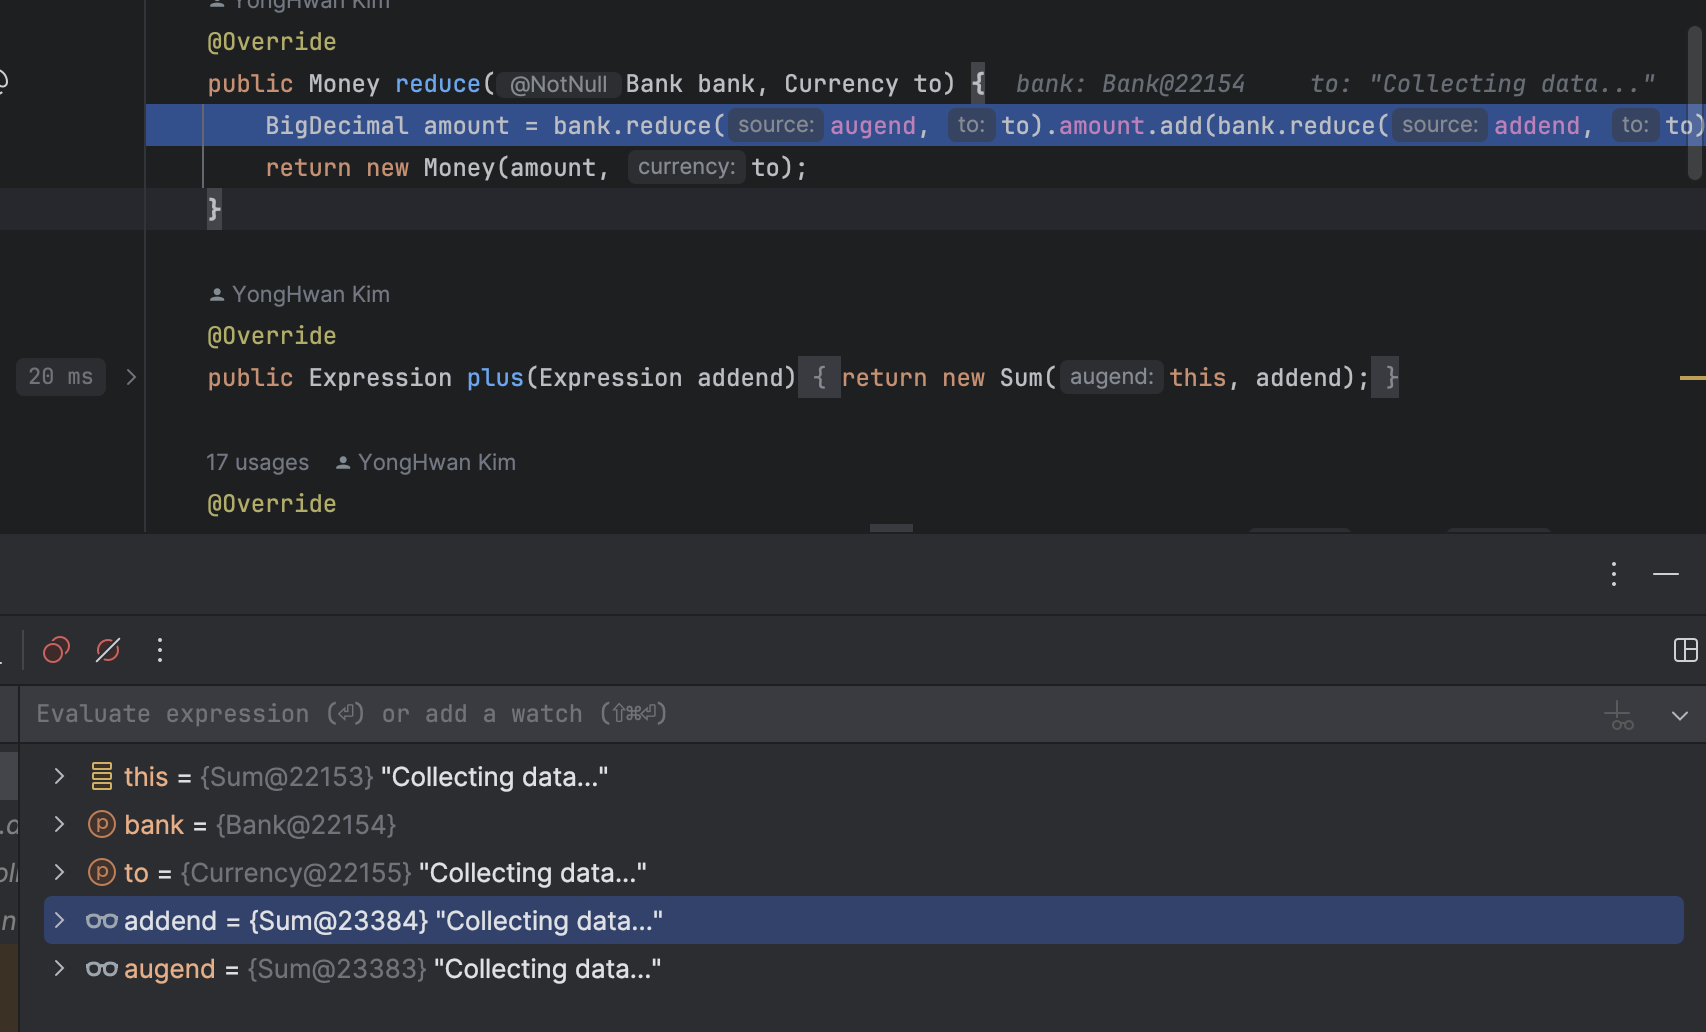 YongHwan Kim
@Override
public Money reduce( @NotNull Bank bank, Currency to) { bank: Bank@22154 to: "Collecting data..."
BigDecimal amount = bank.reduce( source: augend, to: to).amount.add(bank.reduce( source: addend, to: to)
return new Money(amount, currency: to);
}
YongHwan Kim
@Override
20 ms
public Expression plus(Expression addend) { return new Sum( augend: this, addend); }
17 usages YongHwan Kim
@Override
Evaluate expression (⏎) or add a watch (⇧⌘⏎)
this = {Sum@22153} "Collecting data..."
bank = {Bank@22154}
to = {Currency@22155} "Collecting data..."
addend = {Sum@23384} "Collecting data..."
augend = {Sum@23383} "Collecting data..."